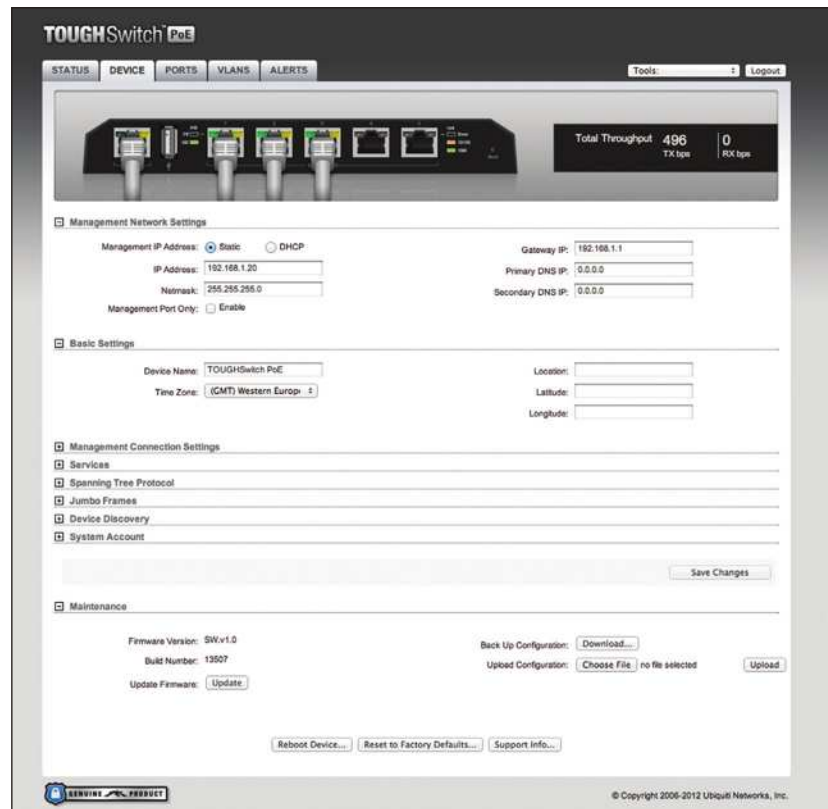 TOUGHSwitch™ PoE
STATUS DEVICE PORTS VLANS ALERTS Tools: Logout
Total Throughput 496 TX bps 0 RX bps
Management Network Settings
Management IP Address: Static DHCP
IP Address: 192.168.1.20
Netmask: 255.255.255.0
Management Port Only: Enable
Gateway IP: 192.168.1.1
Primary DNS IP: 0.0.0.0
Secondary DNS IP: 0.0.0.0
Basic Settings
Device Name: TOUGHSwitch PoE
Time Zone: (GMT) Western Europ
Location:
Latitude:
Longitude:
Management Connection Settings
Services
Spanning Tree Protocol
Jumbo Frames
Device Discovery
System Account
Save Changes
Maintenance
Firmware Version: SW.v1.0
Build Number: 13507
Update Firmware: Update
Back Up Configuration: Download...
Upload Configuration: Choose File no file selected Upload
Reboot Device... Reset to Factory Defaults... Support Info...
GENUINE PRODUCT
© Copyright 2006-2012 Ubiquiti Networks, Inc.